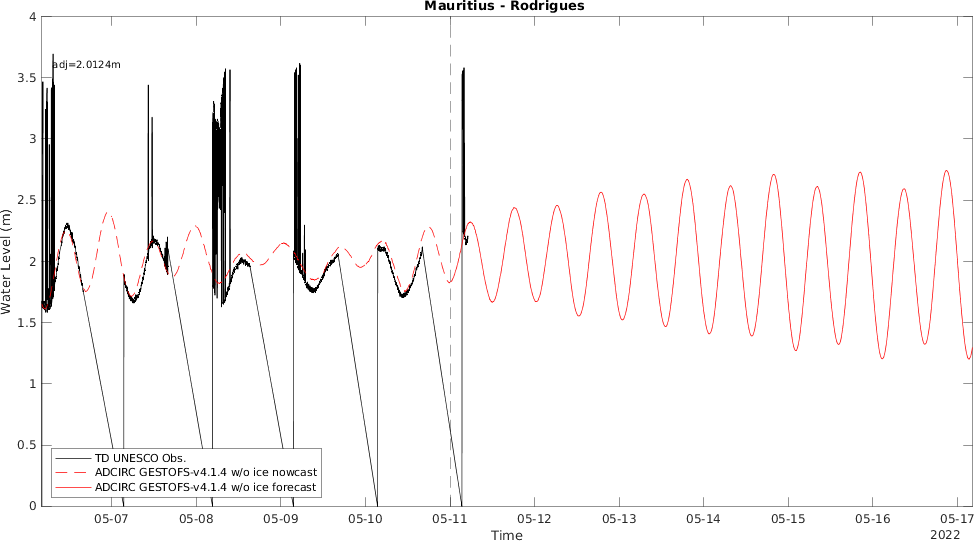 Mauritius - Rodrigues
4
3.5
3
2.5
2
1.5
1
0.5
0
Water Level (m)
adj=2.0124m
TD UNESCO Obs.
ADCIRC GESTOFS-v4.1.4 w/o ice nowcast
ADCIRC GESTOFS-v4.1.4 w/o ice forecast
05-07 05-08 05-09 05-10 05-11 05-12 05-13 05-14 05-15 05-16 05-17
Time
2022